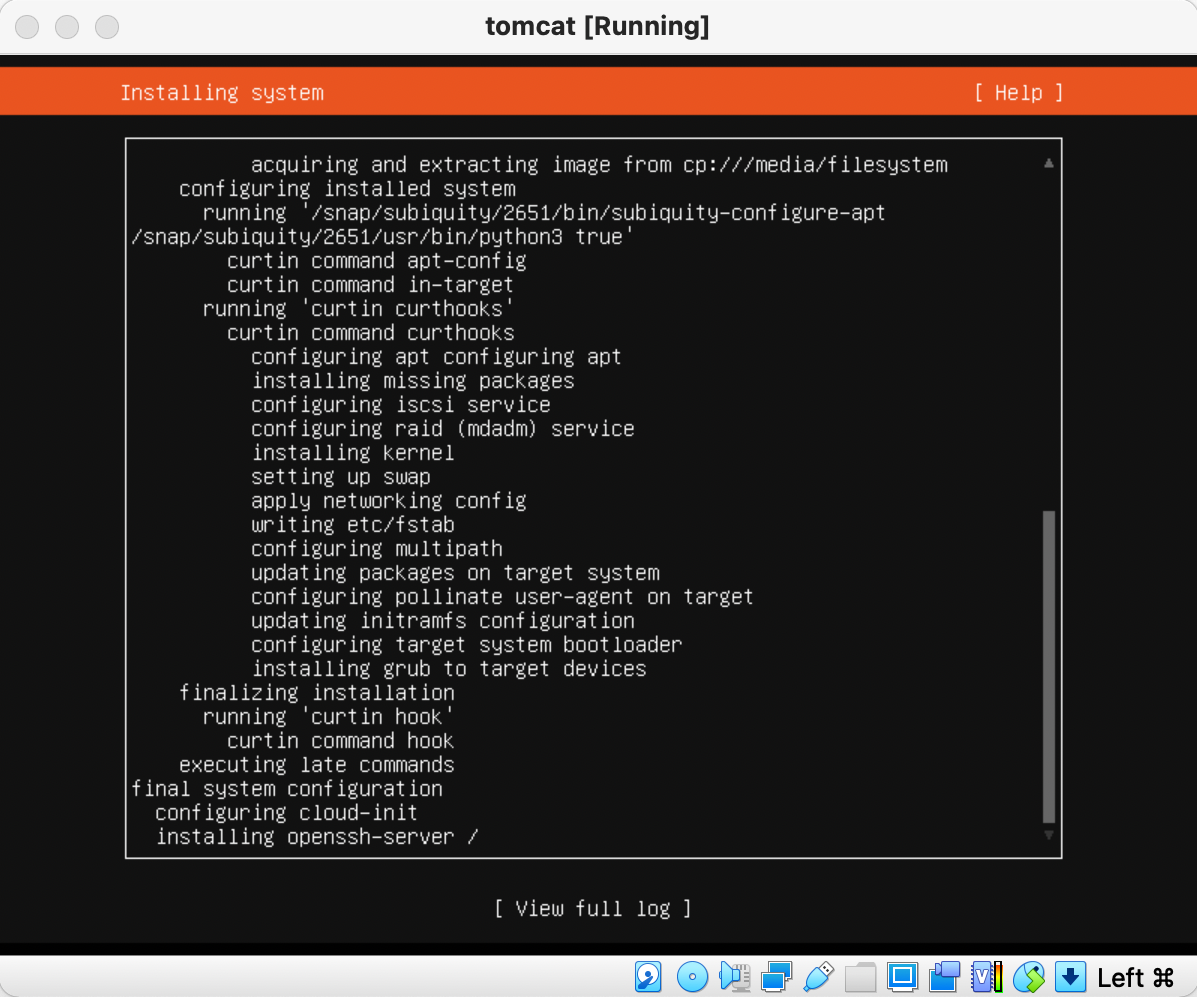 tomcat [Running]
Installing system [ Help ]
acquiring and extracting image from cp:///media/filesystem
configuring installed system
running '/snap/subiquity/2651/bin/subiquity-configure-apt
/snap/subiquity/2651/usr/bin/python3 true'
curtin command apt-config
curtin command in-target
running 'curtin curthooks'
curtin command curthooks
configuring apt configuring apt
installing missing packages
configuring iscsi service
configuring raid (mdadm) service
installing kernel
setting up swap
apply networking config
writing etc/fstab
configuring multipath
updating packages on target system
configuring pollinate user-agent on target
updating initramfs configuration
configuring target system bootloader
installing grub to target devices
finalizing installation
running 'curtin hook'
curtin command hook
executing late commands
final system configuration
configuring cloud-init
installing openssh-server /
[ View full log ]
Left ⌘